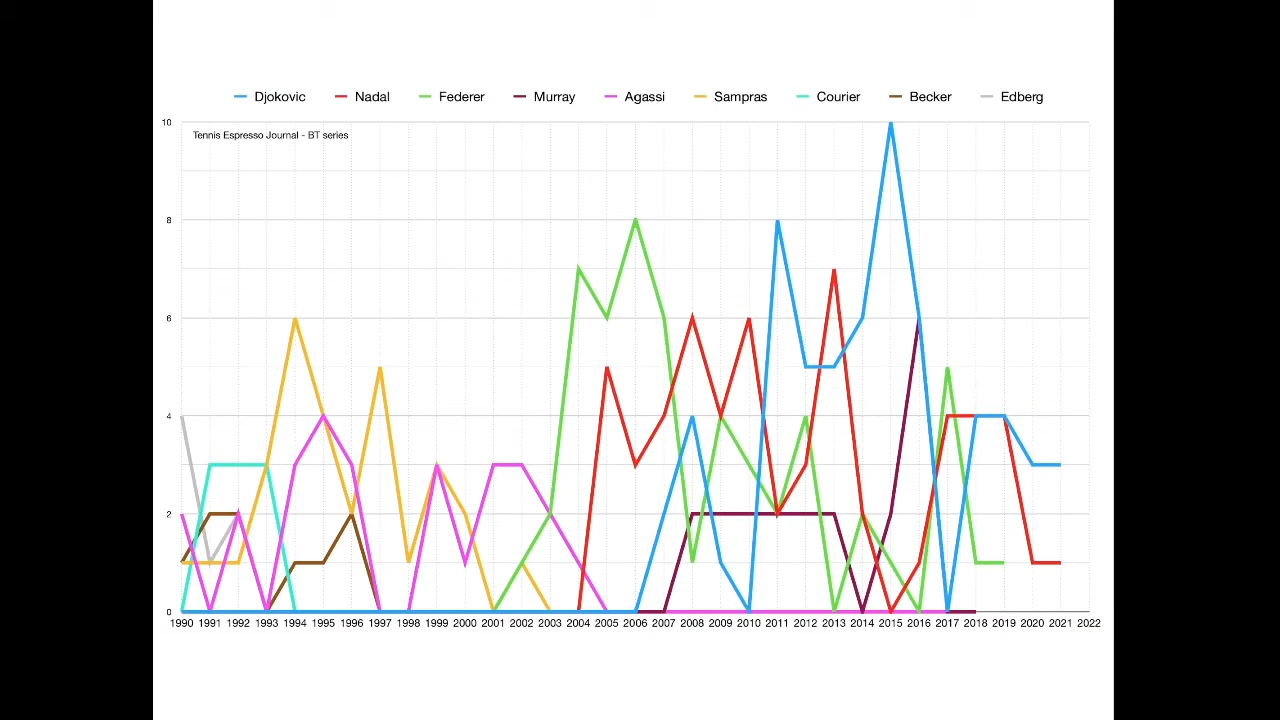 Djokovic Nadal Federer Murray Agassi Sampras Courier Becker Edberg
10
Tennis Espresso Journal - BT series
8
6
4
2
0
1990 1991 1992 1993 1994 1995 1996 1997 1998 1999 2000 2001 2002 2003 2004 2005 2006 2007 2008 2009 2010 2011 2012 2013 2014 2015 2016 2017 2018 2019 2020 2021 2022